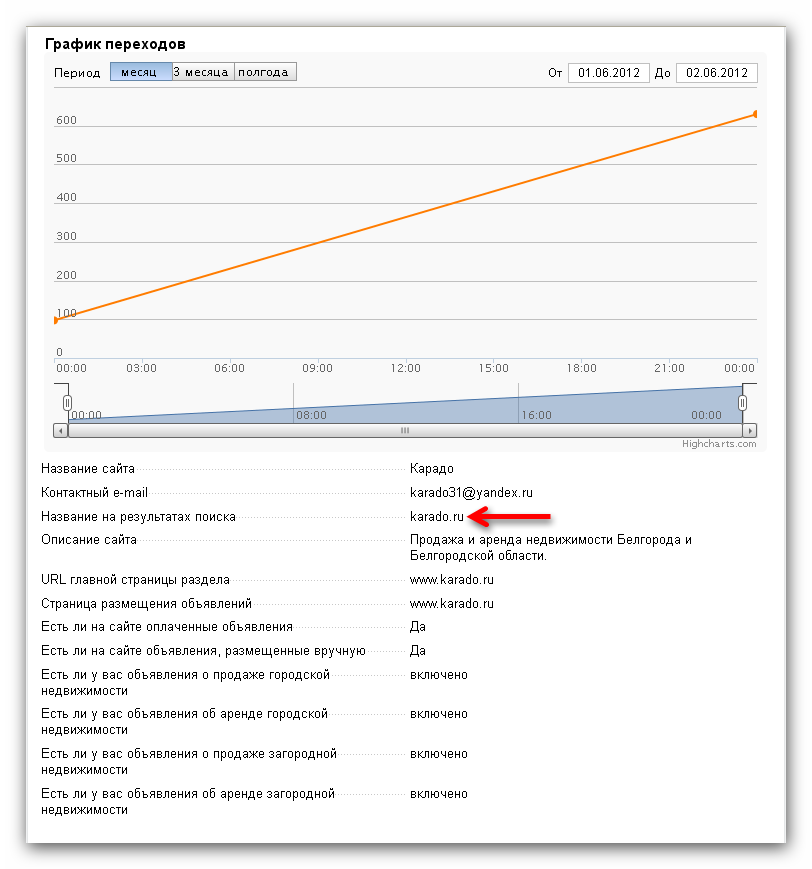 График переходов
Период месяц 3 месяца полгода От 01.06.2012 До 02.06.2012
600
500
400
300
200
100
0
00:00 03:00 06:00 09:00 12:00 15:00 18:00 21:00 00:00
00:00 08:00 16:00 00:00
Highcharts.com
Название сайта Карадо
Контактный e-mail karado31@yandex.ru
Название на результатах поиска karado.ru
Описание сайта Продажа и аренда недвижимости Белгорода и
Белгородской области.
URL главной страницы раздела www.karado.ru
Страница размещения объявлений www.karado.ru
Есть ли на сайте оплаченные объявления Да
Есть ли на сайте объявления, размещенные вручную Да
Есть ли у вас объявления о продаже городской включено
недвижимости
Есть ли у вас объявления об аренде городской включено
недвижимости
Есть ли у вас объявления о продаже загородной включено
недвижимости
Есть ли у вас объявления об аренде загородной включено
недвижимости